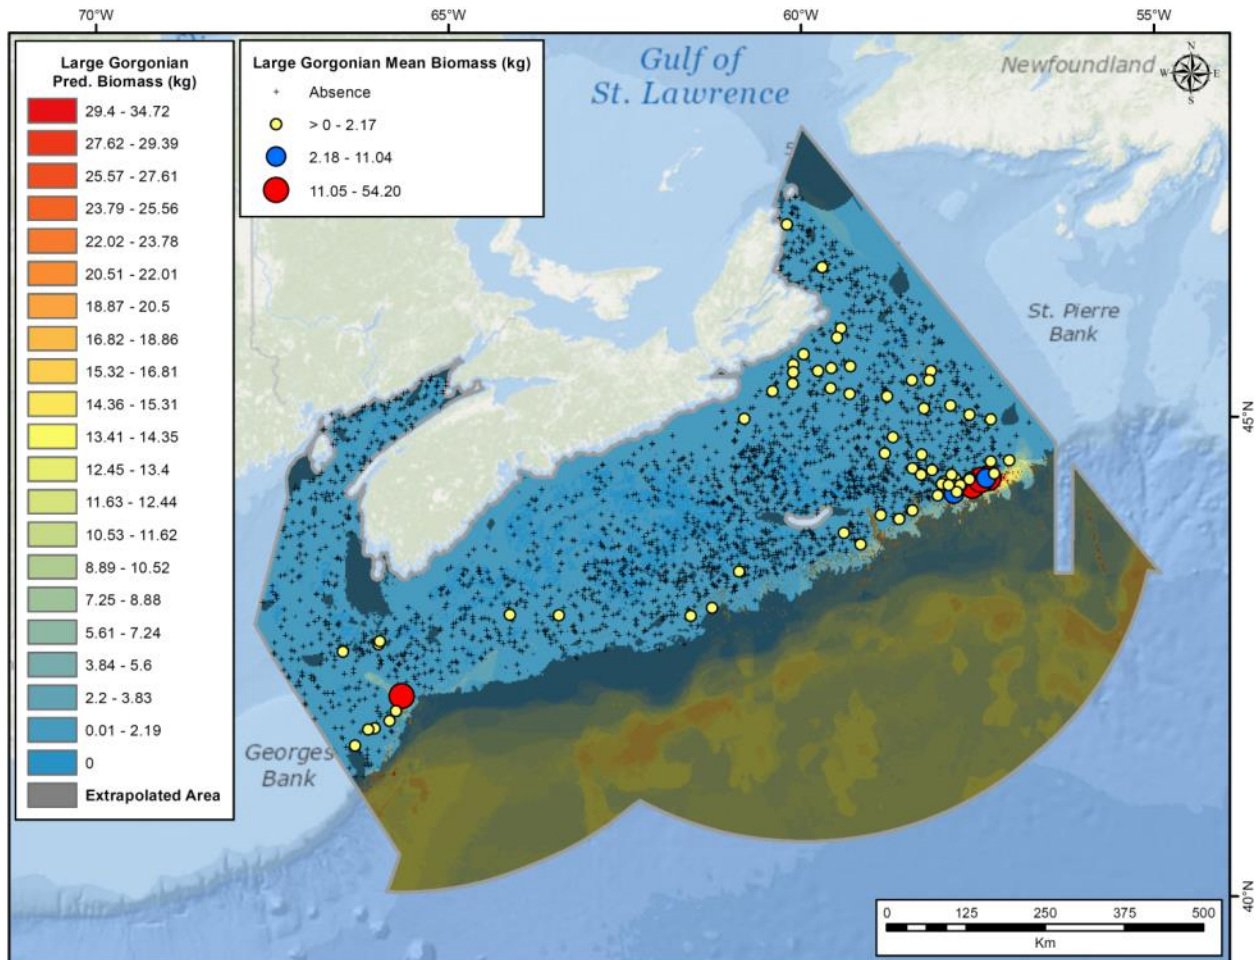 70°W
65°W
60°W
55°W
Large Gorgonian
Pred. Biomass (kg)
29.4 - 34.72
27.62 - 29.39
25.57 - 27.61
23.79 - 25.56
22.02 - 23.78
20.51 - 22.01
18.87 - 20.5
16.82 - 18.86
15.32 - 16.81
14.36 - 15.31
13.41 - 14.35
12.45 - 13.4
11.63 - 12.44
10.53 - 11.62
8.89 - 10.52
7.25 - 8.88
5.61 - 7.24
3.84 - 5.6
2.2 - 3.83
0.01 - 2.19
0
Extrapolated Area
Large Gorgonian Mean Biomass (kg)
Absence
> 0 - 2.17
2.18 - 11.04
11.05 - 54.20
Gulf of
St. Lawrence
Newfoundland
N
W
E
S
St. Pierre
Bank
45°N
Georges
Bank
40°N
0
125
250
375
500
Km